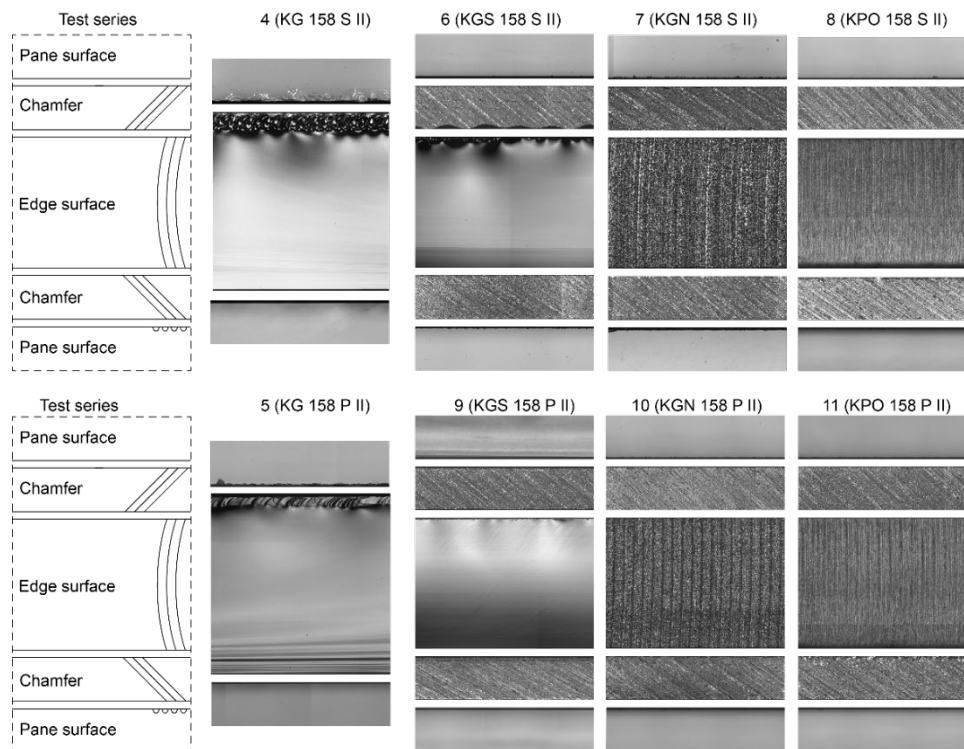 Test series
4 (KG 158 S II)
6 (KGS 158 S II)
7 (KGN 158 S II)
8 (KPO 158 S II)
Pane surface
Chamfer
Edge surface
Chamfer
Pane surface
Test series
5 (KG 158 P II)
9 (KGS 158 P II)
10 (KGN 158 P II)
11 (KPO 158 P II)
Pane surface
Chamfer
Edge surface
Chamfer
Pane surface